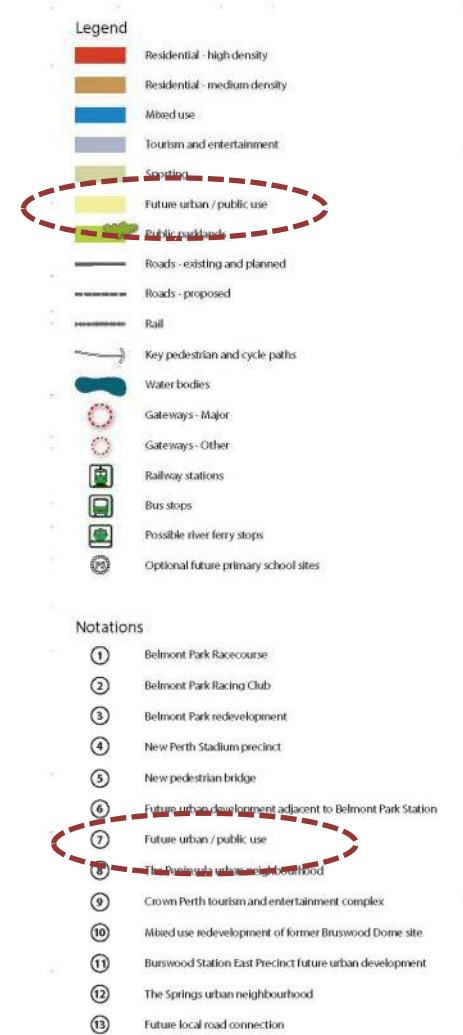 Legend
Residential - high density
Residential - medium density
Mixed use
Tourism and entertainment
Sporting
Future urban / public use
Public parklands
Roads - existing and planned
Roads - proposed
Rail
Key pedestrian and cycle paths
Water bodies
Gateways - Major
Gateways - Other
Railway stations
Bus stops
Possible river ferry stops
PS Optional future primary school sites
Notations
1 Belmont Park Racecourse
2 Belmont Park Racing Club
3 Belmont Park redevelopment
4 New Perth Stadium precinct
5 New pedestrian bridge
6 Future urban development adjacent to Belmont Park Station
7 Future urban / public use
8 The Peninsula urban neighbourhood
9 Crown Perth tourism and entertainment complex
10 Mixed use redevelopment of former Bruswood Dome site
11 Burswood Station East Precinct future urban development
12 The Springs urban neighbourhood
13 Future local road connection